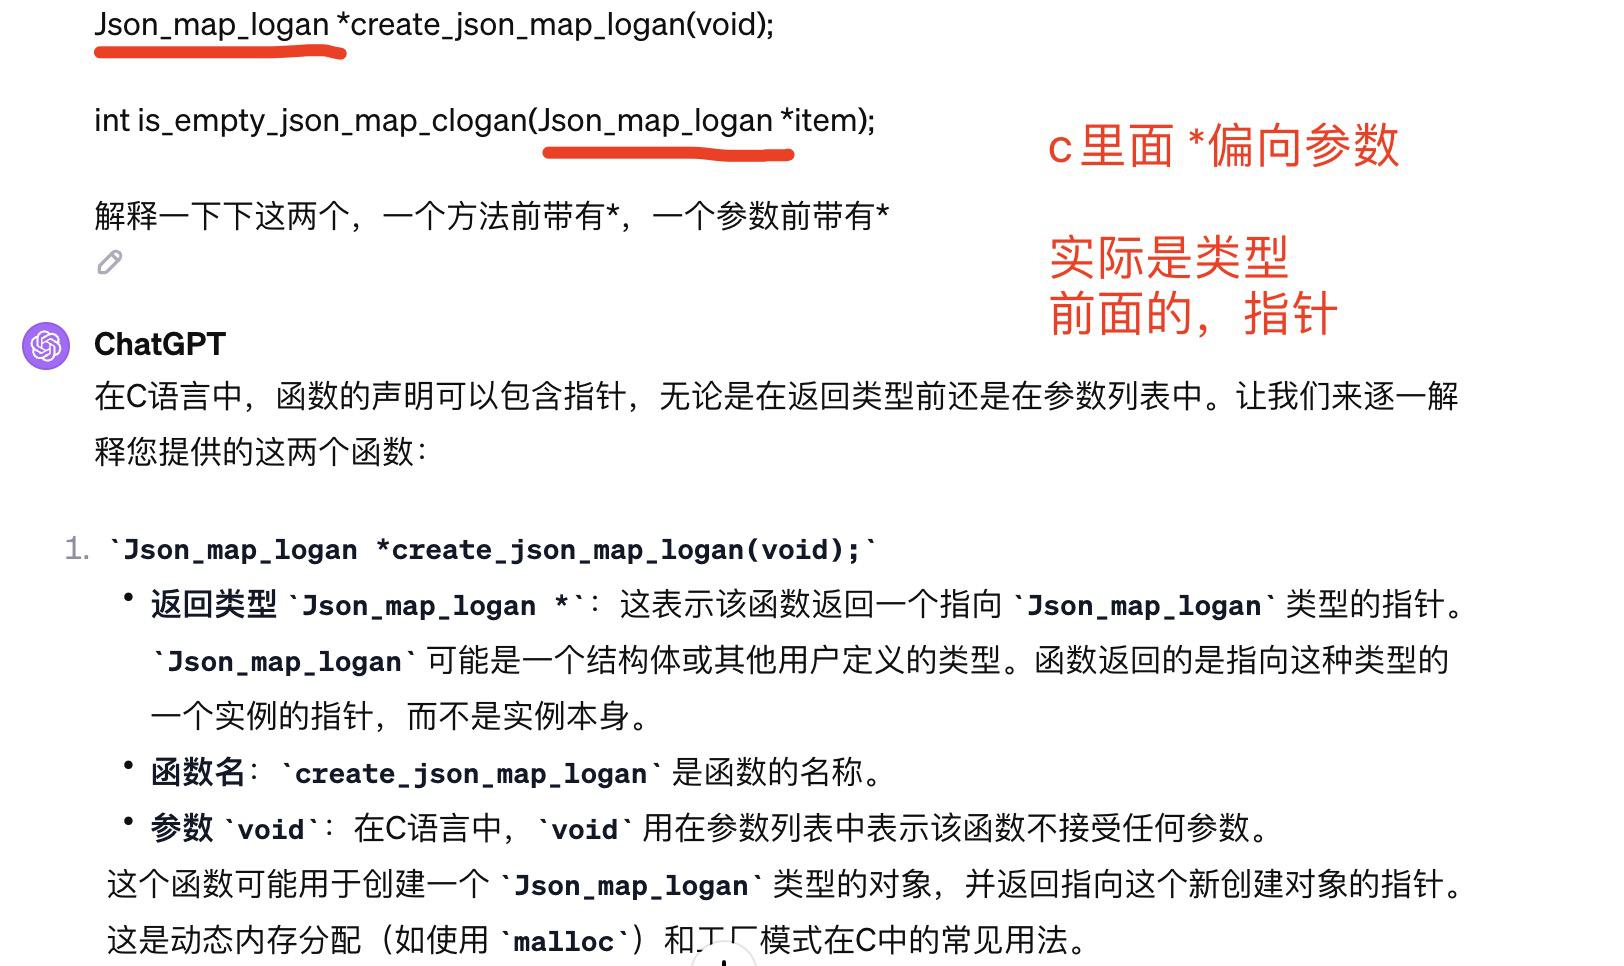 Json_map_logan *create_json_map_logan(void);
int is_empty_json_map_clogan(Json_map_logan *item);
c里面 *偏向参数
解释一下下这两个，一个方法前带有*，一个参数前带有*
实际是类型
前面的，指针
ChatGPT
在C语言中，函数的声明可以包含指针，无论是在返回类型前还是在参数列表中。让我们来逐一解
释您提供的这两个函数：
1. `Json_map_logan *create_json_map_logan(void);`
• 返回类型 `Json_map_logan *`：这表示该函数返回一个指向 `Json_map_logan` 类型的指针。
`Json_map_logan` 可能是一个结构体或其他用户定义的类型。函数返回的是指向这种类型的
一个实例的指针，而不是实例本身。
• 函数名：`create_json_map_logan` 是函数的名称。
• 参数 `void`：在C语言中，`void` 用在参数列表中表示该函数不接受任何参数。
这个函数可能用于创建一个 `Json_map_logan` 类型的对象，并返回指向这个新创建对象的指针。
这是动态内存分配（如使用 `malloc`）和工厂模式在C中的常见用法。